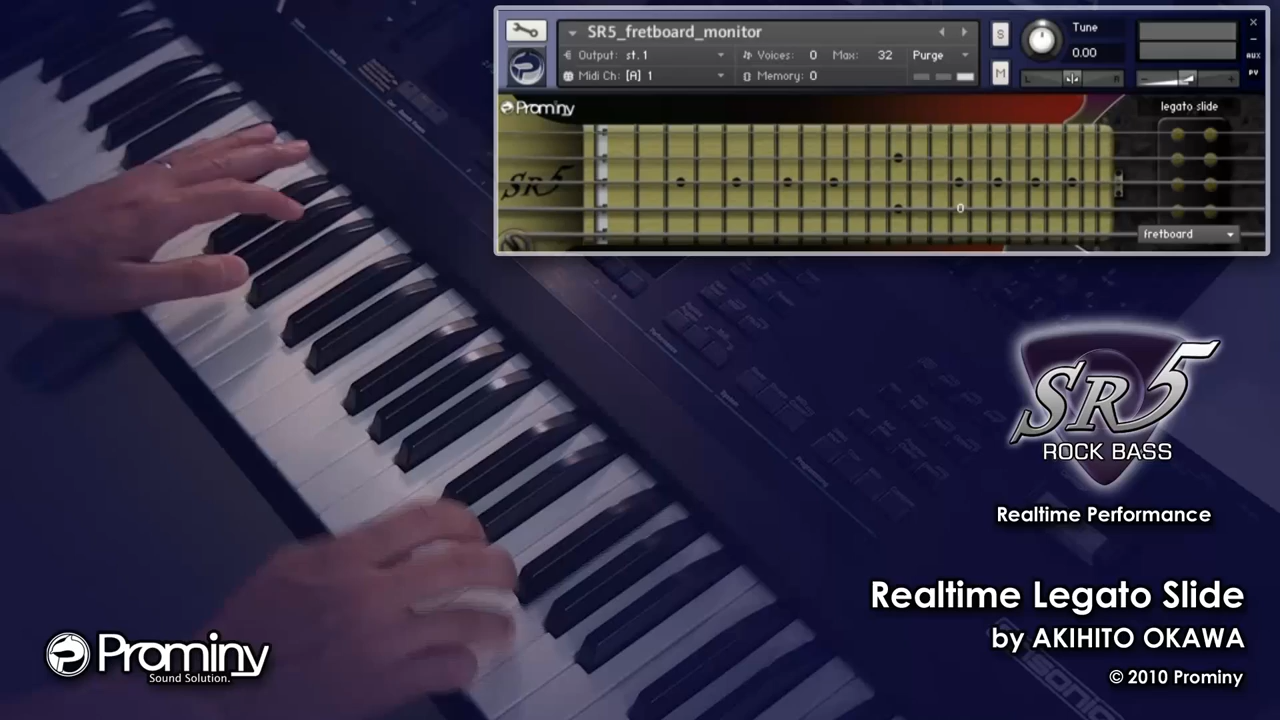 SR5_fretboard_monitor
Output: st.1
Voices: 0 Max: 32
Purge
Midi Ch: [A] 1
Memory: 0
S
M
Tune
0.00
L R
AUX
PV
Prominy
legato slide
SR5
0
fretboard
SR5
ROCK BASS
Realtime Performance
Realtime Legato Slide
by AKIHITO OKAWA
© 2010 Prominy
Prominy
Sound Solution.